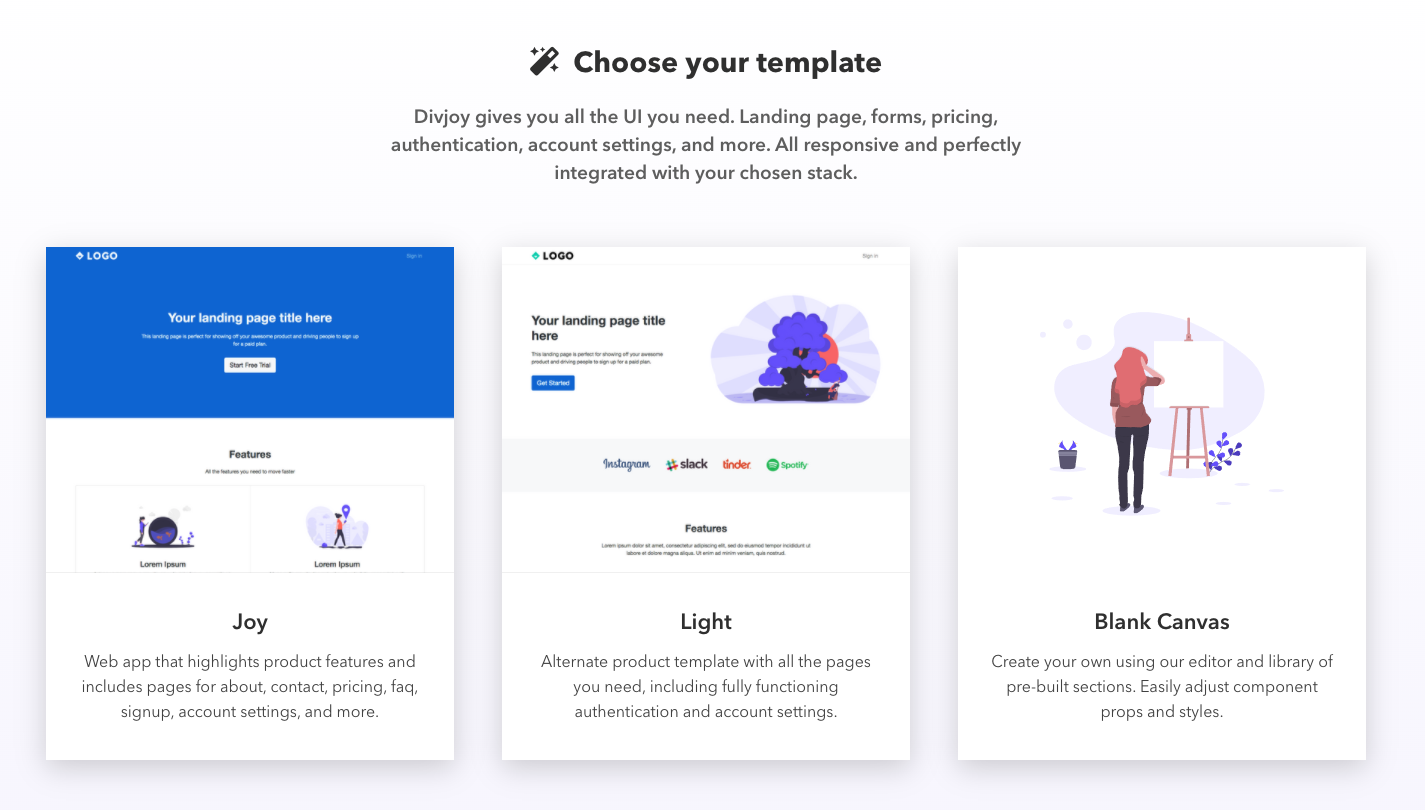 Choose your template
Divjoy gives you all the UI you need. Landing page, forms, pricing,
authentication, account settings, and more. All responsive and perfectly
integrated with your chosen stack.
LOGO
Sign in
Your landing page title here
This landing page is perfect for showing off your awesome product and driving people to sign up
for a paid plan.
Start Free Trial
Features
All the features you need to move faster
Lorem Ipsum
Lorem Ipsum
Joy
Web app that highlights product features and
includes pages for about, contact, pricing, faq,
signup, account settings, and more.
LOGO
Sign in
Your landing page title
here
This landing page is perfect for showing off your awesome
product and driving people to sign up for a paid plan.
Get Started
Instagram
slack
tinder
Spotify
Features
Lorem ipsum dolor sit amet, consectetur adipiscing elit, sed do eiusmod tempor incididunt ut
labore et dolore magna aliqua. Ut enim ad minim veniam, quis nostrud.
Light
Alternate product template with all the pages
you need, including fully functioning
authentication and account settings.
Blank Canvas
Create your own using our editor and library of
pre-built sections. Easily adjust component
props and styles.